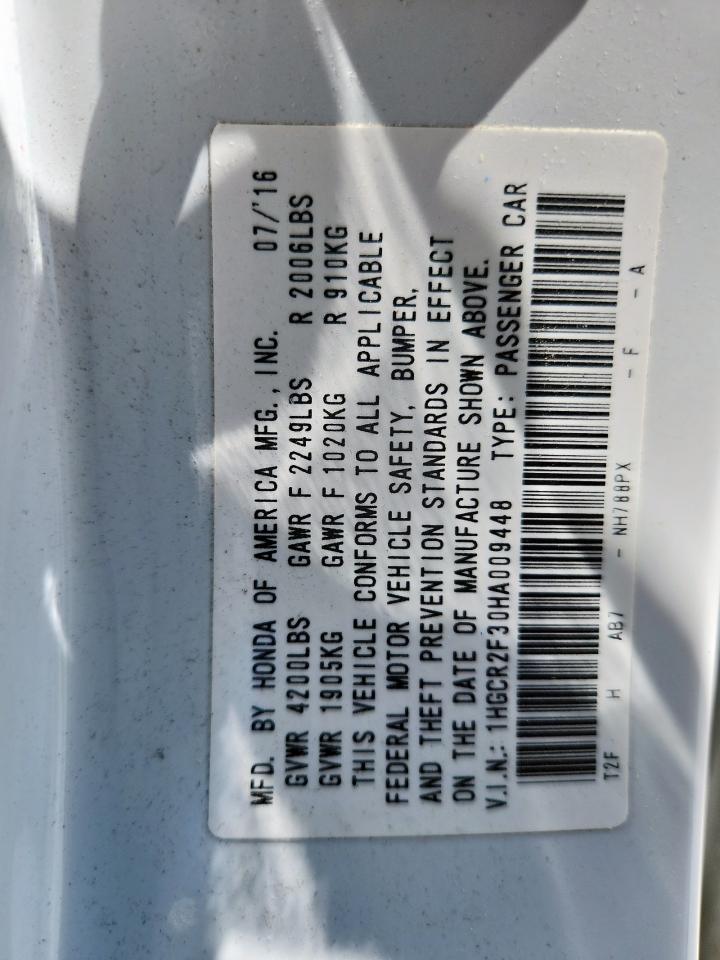 MFD. BY HONDA OF AMERICA MFG., INC. 07/'16
GVWR 4200LBS GAWR F 2249LBS R 2006LBS
GVWR 1905KG GAWR F 1020KG R 910KG
THIS VEHICLE CONFORMS TO ALL APPLICABLE
FEDERAL MOTOR VEHICLE SAFETY, BUMPER,
AND THEFT PREVENTION STANDARDS IN EFFECT
ON THE DATE OF MANUFACTURE SHOWN ABOVE.
V.I.N.: 1HGCR2F30HA009448 TYPE: PASSENGER CAR
T2F H AB7 - NH788PX - F - A